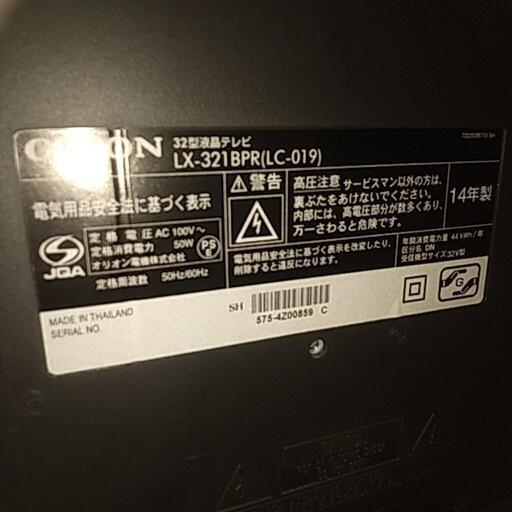 32型液晶テレビ
LX-321BPR(LC-019)
電気用品安全法に基づく表示
定格電圧 AC 100V～
定格消費電力 50W
オリオン電機株式会社
定格周波数 50Hz/60Hz
JQA
PS
E
警告
高圧注意 サービスマン以外の方は、
裏ぶたをあけないでください。
内部には、高電圧部分が数多くあり、
万一さわると危険です。
電気用品安全法に基づく表示を改変したり、
削除すると違反になります。
14年製
年間消費電力量 44 kWh/年
区分名 DN
受信機型サイズ 32V型
G
MADE IN THAILAND
SERIAL NO.
SH
575-4Z00859 C